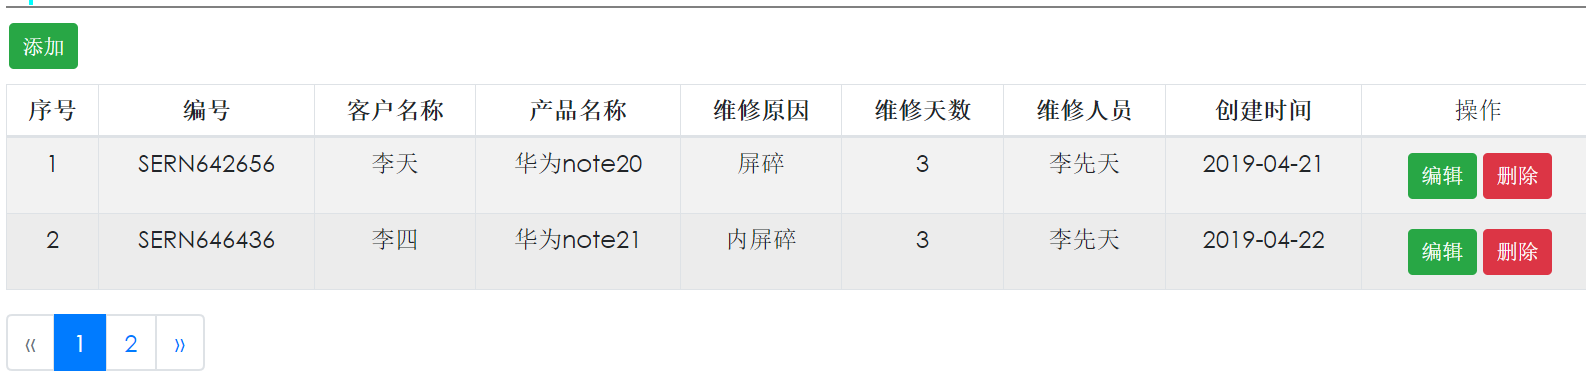 添加
序号 编号 客户名称 产品名称 维修原因 维修天数 维修人员 创建时间 操作
1 SERN642656 李天 华为note20 屏碎 3 李先天 2019-04-21 编辑 删除
2 SERN646436 李四 华为note21 内屏碎 3 李先天 2019-04-22 编辑 删除
« 1 2 »